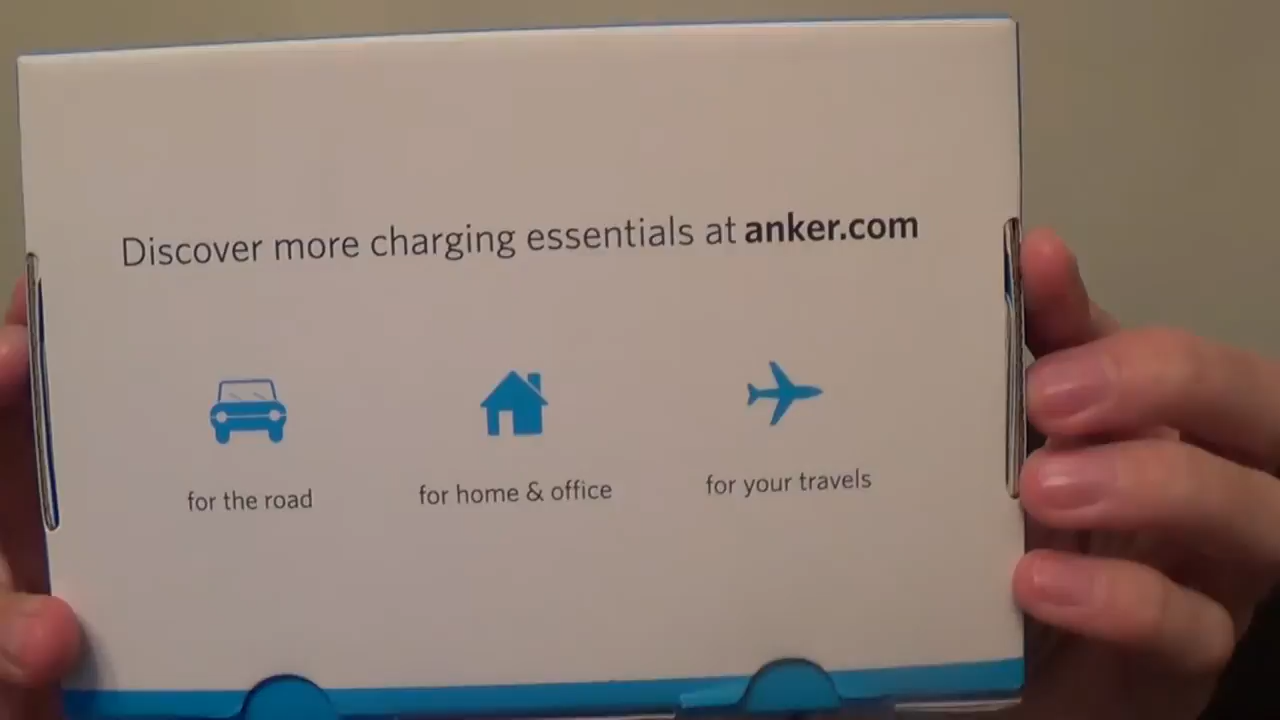 Discover more charging essentials at anker.com
for the road
for home & office
for your travels